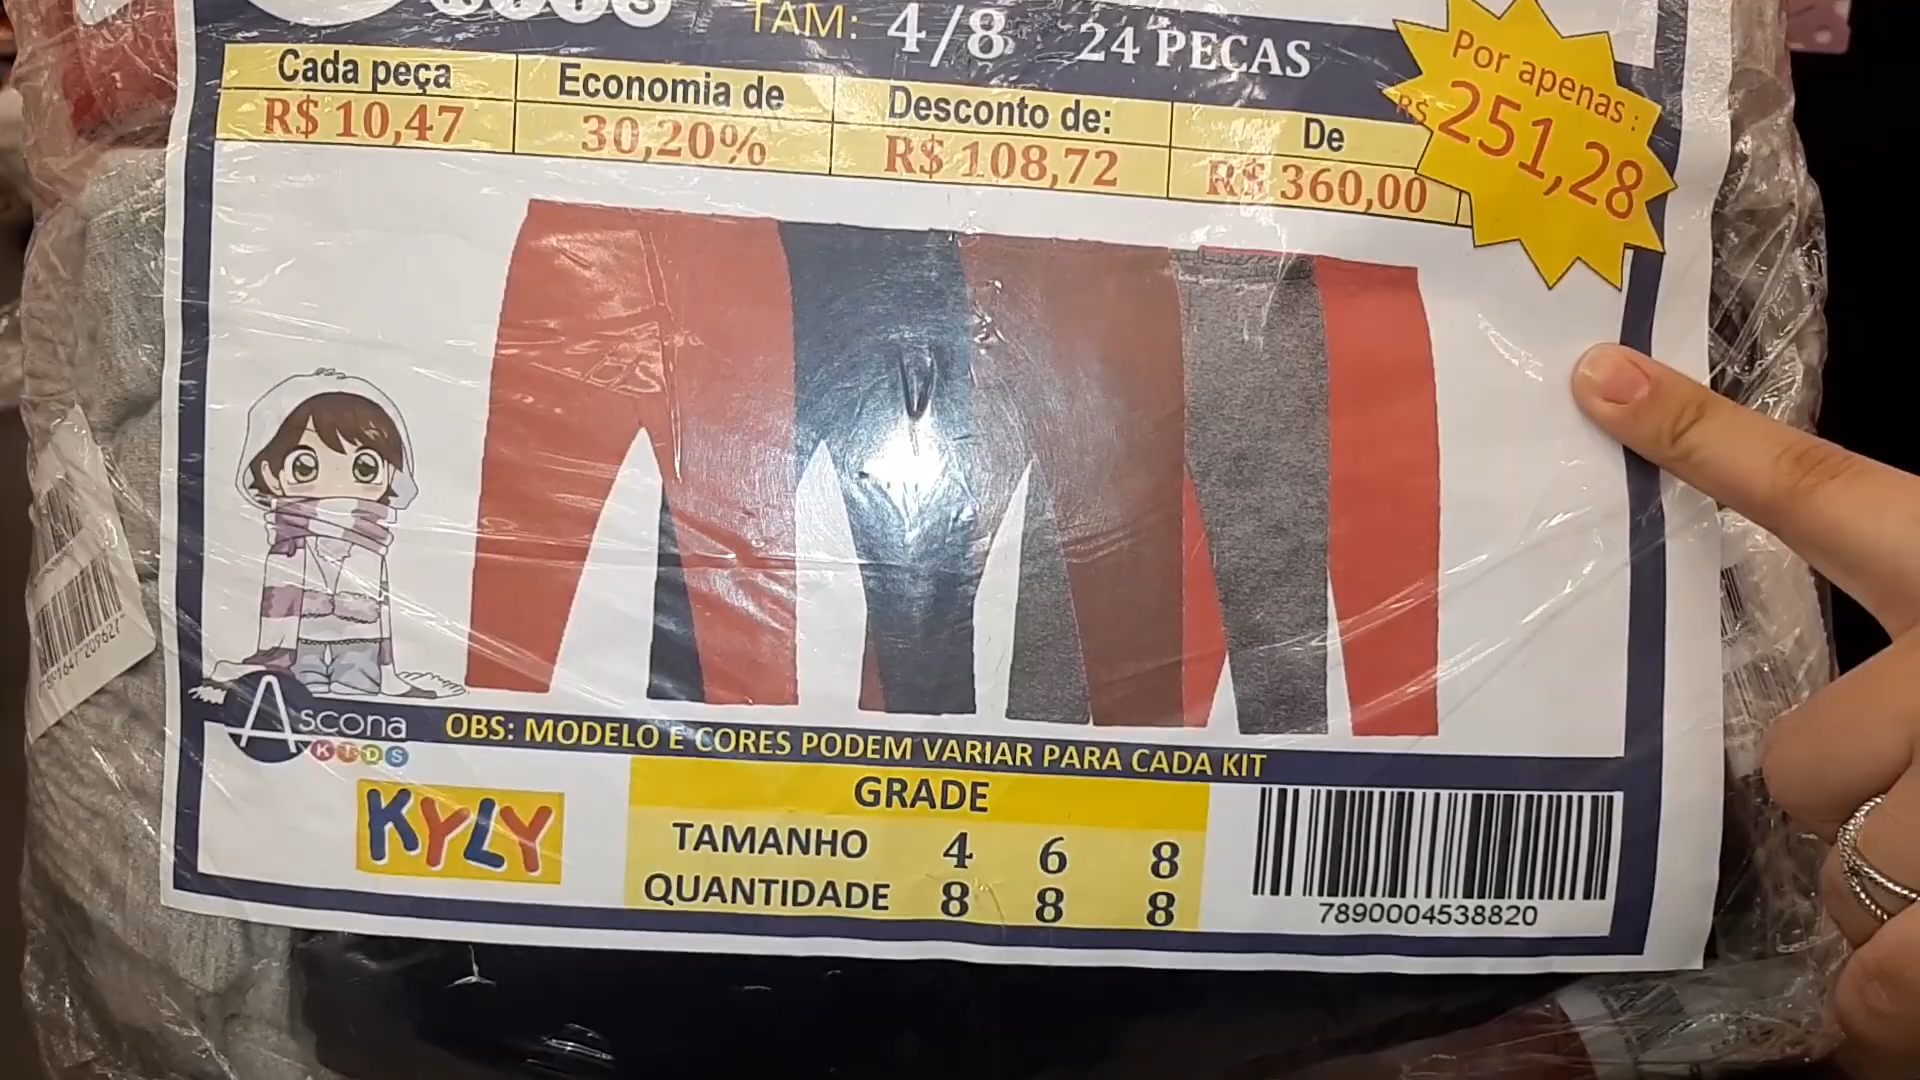 KITS
TAM: 4/8 24 PEÇAS
Cada peça
R$ 10,47
Economia de
30,20%
Desconto de:
R$ 108,72
De
R$ 360,00
Por apenas :
R$ 251,28
Ascona
KIDS
OBS: MODELO E CORES PODEM VARIAR PARA CADA KIT
KYLY
GRADE
TAMANHO 4 6 8
QUANTIDADE 8 8 8
7890004538820